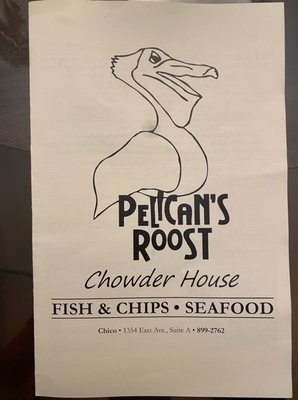 PELICAN'S
ROOST
Chowder House
FISH & CHIPS • SEAFOOD
Chico • 1354 East Ave., Suite A • 899-2762